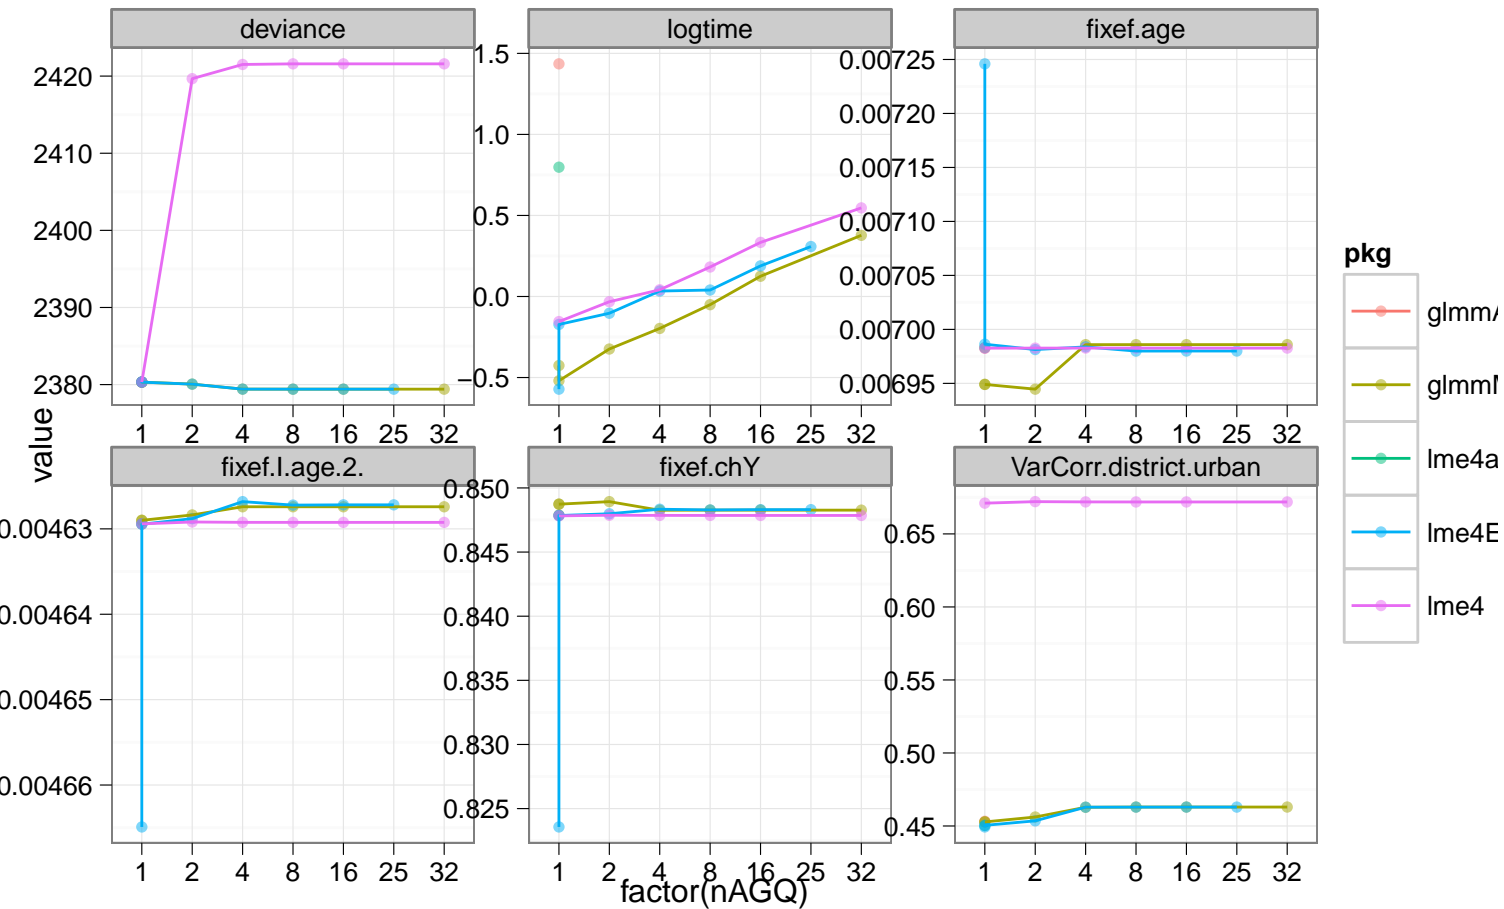 deviance
logtime
fixef.age
2420
2410
2400
2390
2380
1.5
1.0
0.5
0.0
−0.5
0.00725
0.00720
0.00715
0.00710
0.00705
0.00700
0.00695
1 2 4 8 16 25 32
1 2 4 8 16 25 32
1 2 4 8 16 25 32
value
fixef.I.age.2.
fixef.chY
VarCorr.district.urban
0.00463
0.00464
0.00465
0.00466
0.850
0.845
0.840
0.835
0.830
0.825
0.65
0.60
0.55
0.50
0.45
1 2 4 8 16 25 32
1 2 4 8 16 25 32
1 2 4 8 16 25 32
factor(nAGQ)
pkg
glmmA
glmmM
lme4a
lme4E
lme4